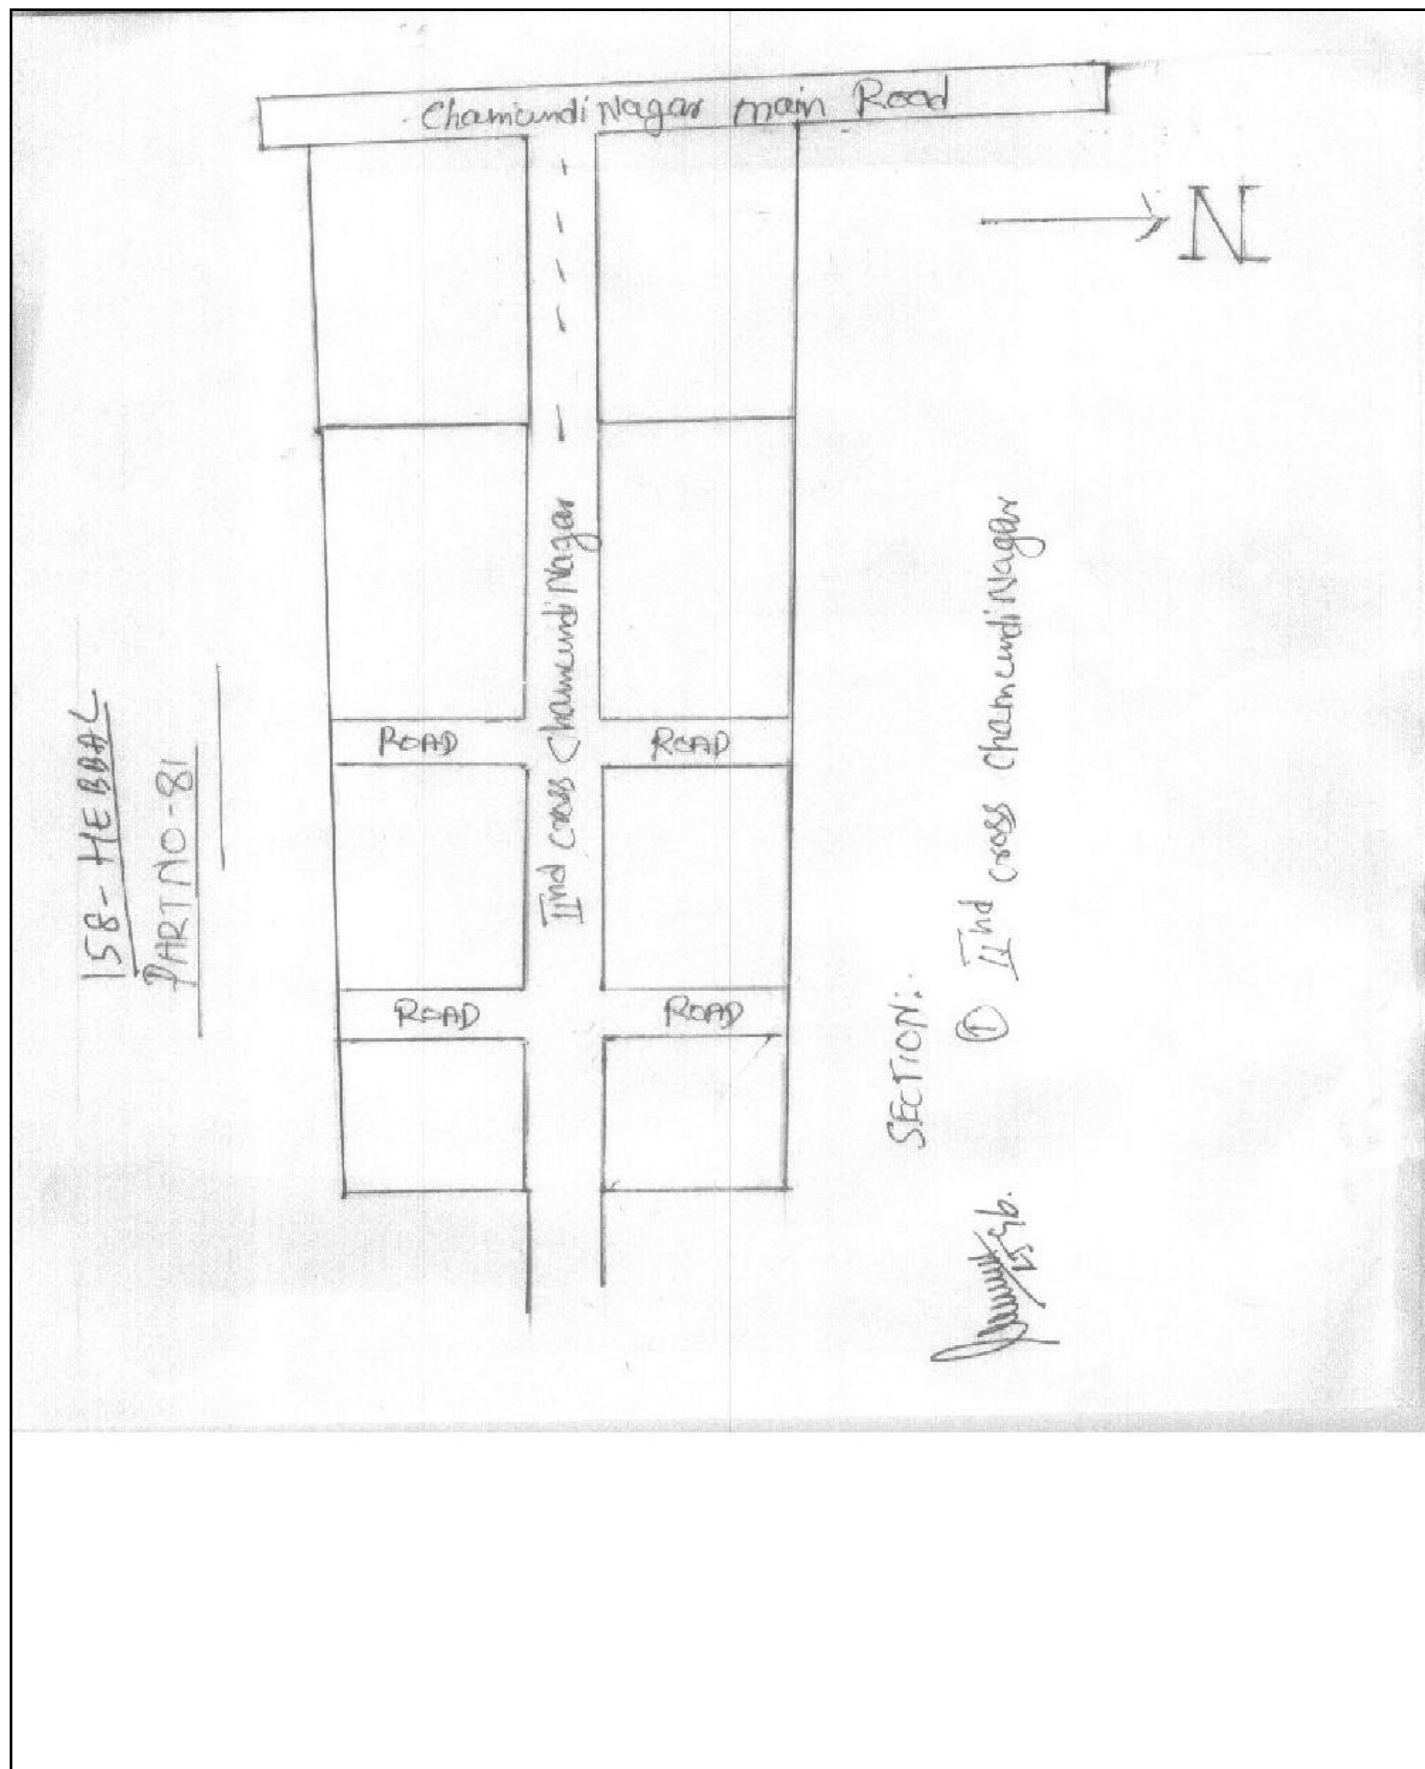 Chamundi Nagar main Road
N
158-HEBBAL
PART NO-81
IInd cross Chamundi Nagar
ROAD
ROAD
ROAD
ROAD
SECTION:
① IInd cross Chamundi Nagar